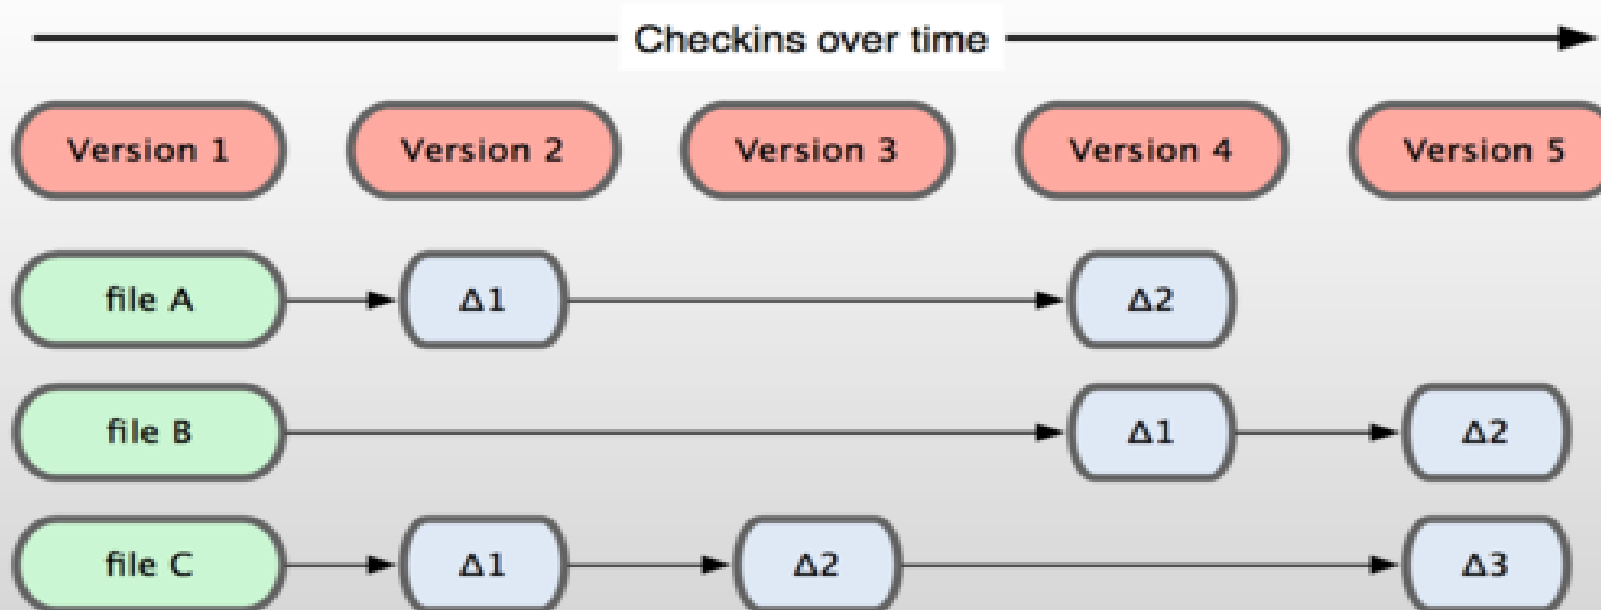 Checkins over time
Version 1 Version 2 Version 3 Version 4 Version 5
file A Δ1 Δ2
file B Δ1 Δ2
file C Δ1 Δ2 Δ3